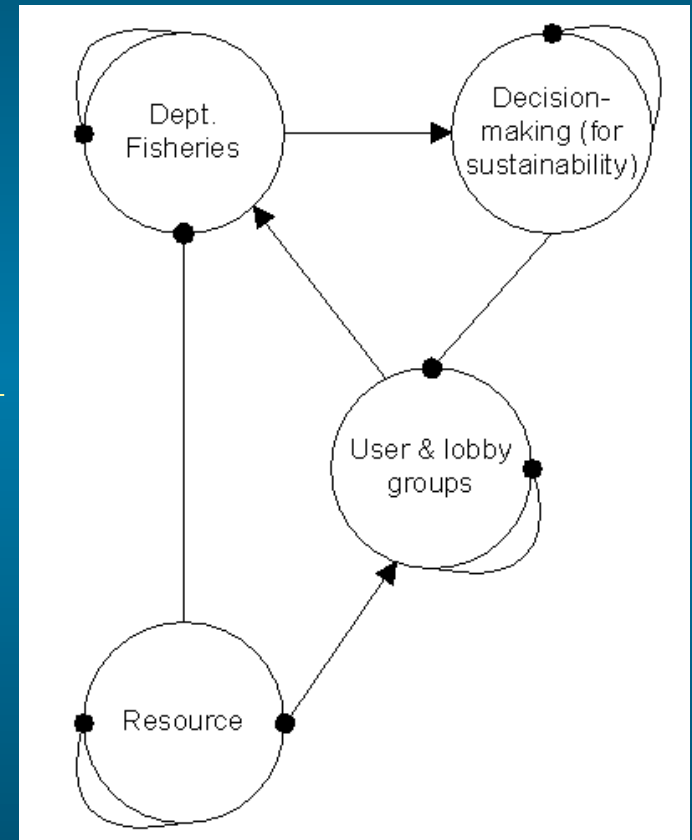 Dept.
Fisheries
Decision-
making (for
sustainability)
User & lobby
groups
Resource